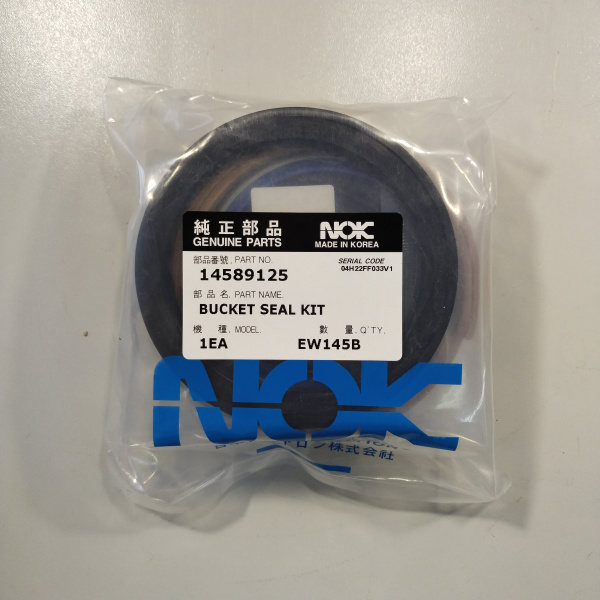 純正部品
GENUINE PARTS
NOK
MADE IN KOREA
部品番號. PART NO.
14589125
SERIAL CODE
04H22FF033V1
部品名. PART NAME.
BUCKET SEAL KIT
機種. MODEL.
1EA
數量. Q'TY.
EW145B
NOK
ロン株式会社